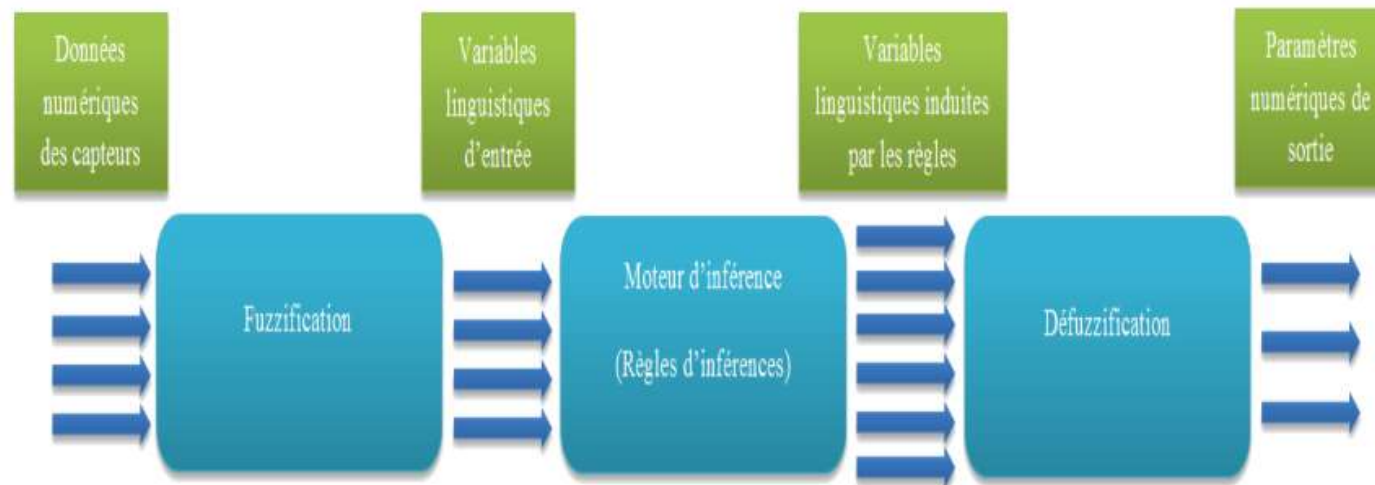 Données
numériques
des capteurs
Variables
linguistiques
d'entrée
Variables
linguistiques induites
par les règles
Paramètres
numériques de
sortie
Fuzzification
Moteur d'inférence
(Règles d'inférences)
Défuzzification